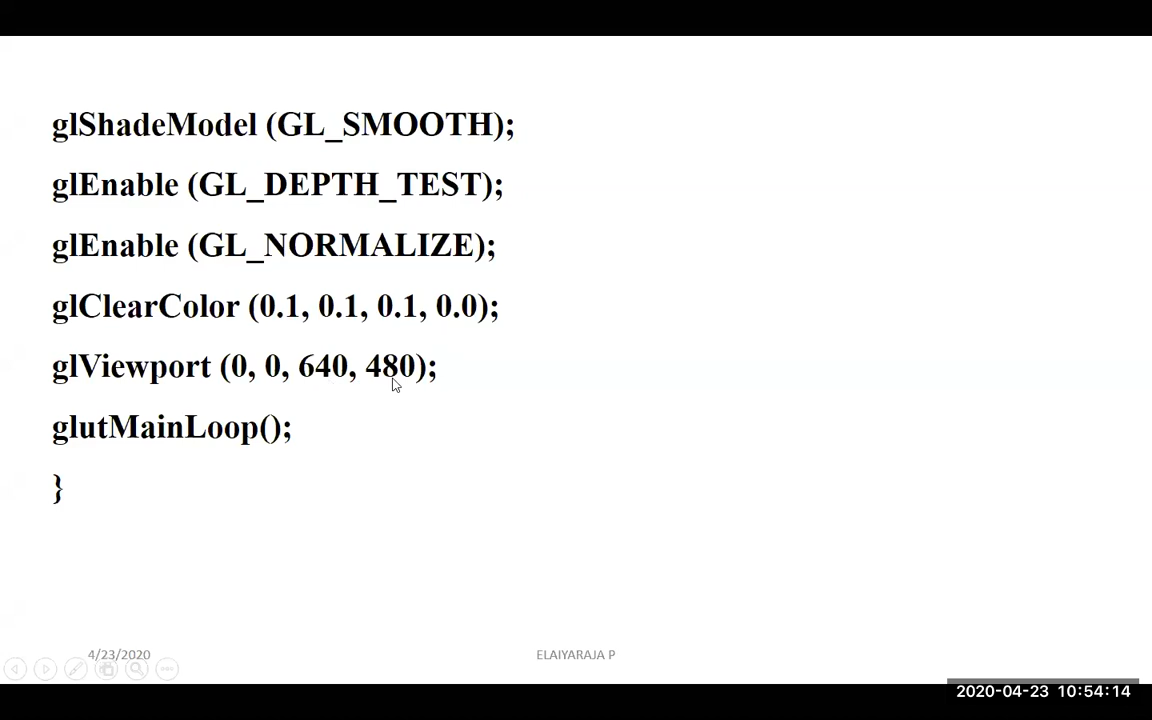 glShadeModel (GL_SMOOTH);
glEnable (GL_DEPTH_TEST);
glEnable (GL_NORMALIZE);
glClearColor (0.1, 0.1, 0.1, 0.0);
glViewport (0, 0, 640, 480);
glutMainLoop();
}
4/23/2020
ELAIYARAJA P
2020-04-23 10:54:14